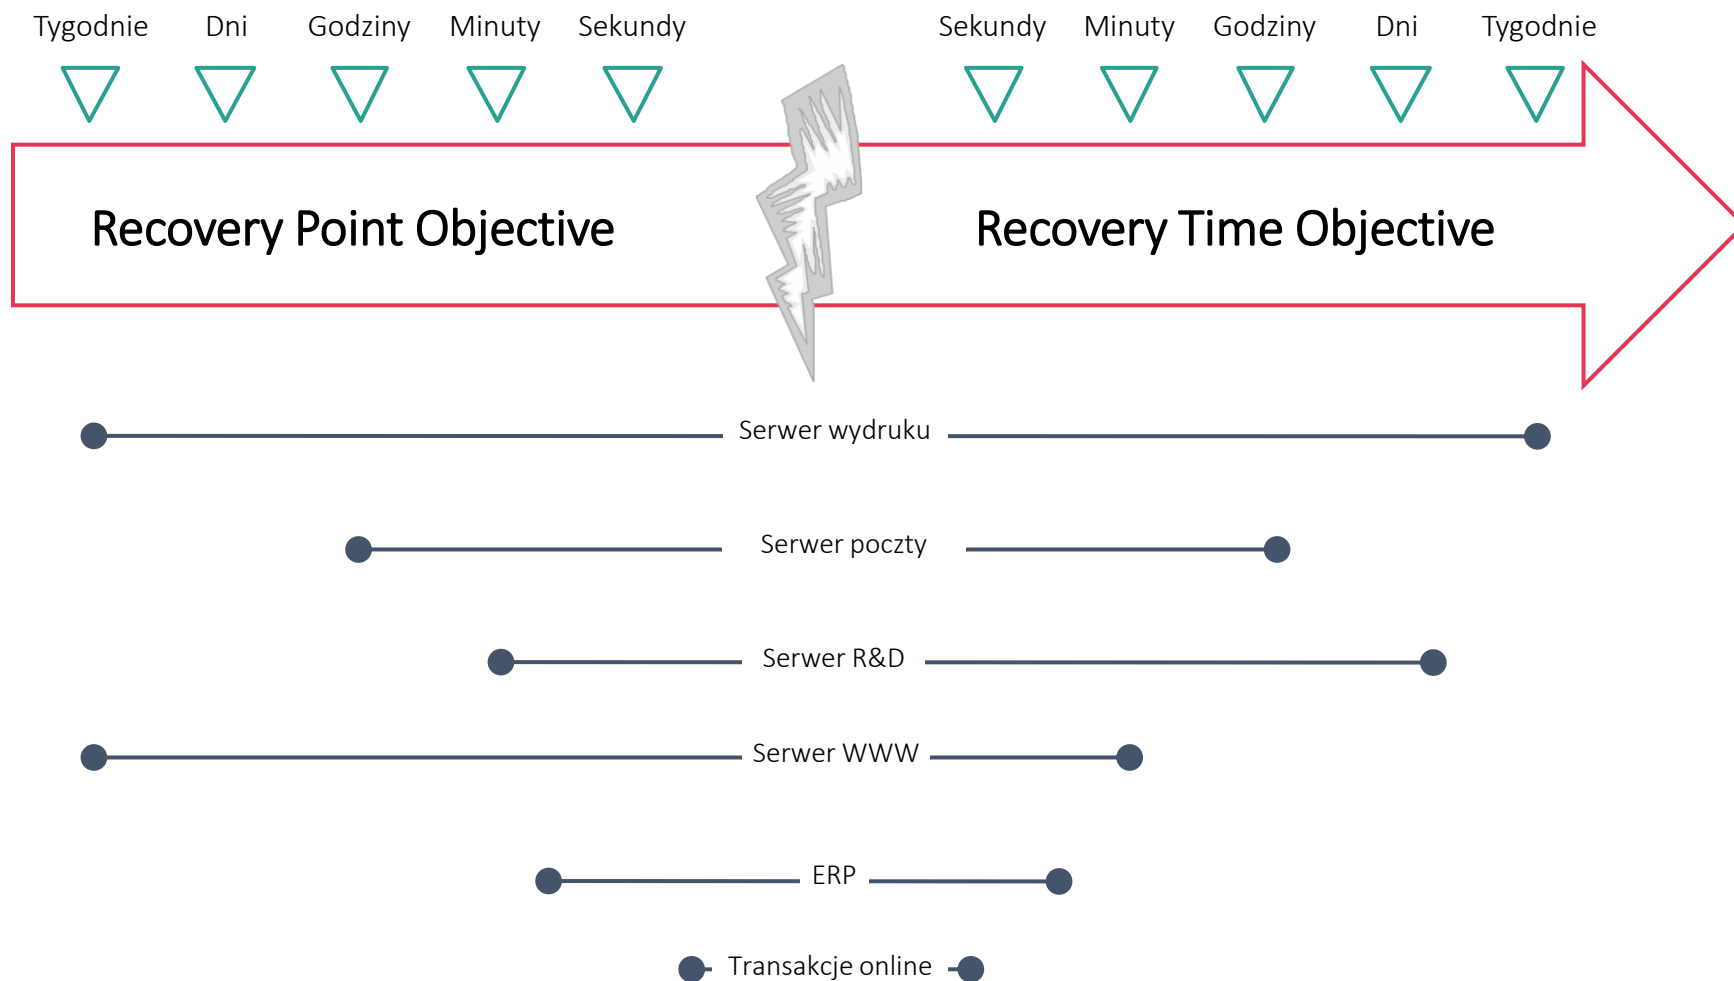 Tygodnie Dni Godziny Minuty Sekundy Sekundy Minuty Godziny Dni Tygodnie
Recovery Point Objective Recovery Time Objective
Serwer wydruku
Serwer poczty
Serwer R&D
Serwer WWW
ERP
Transakcje online